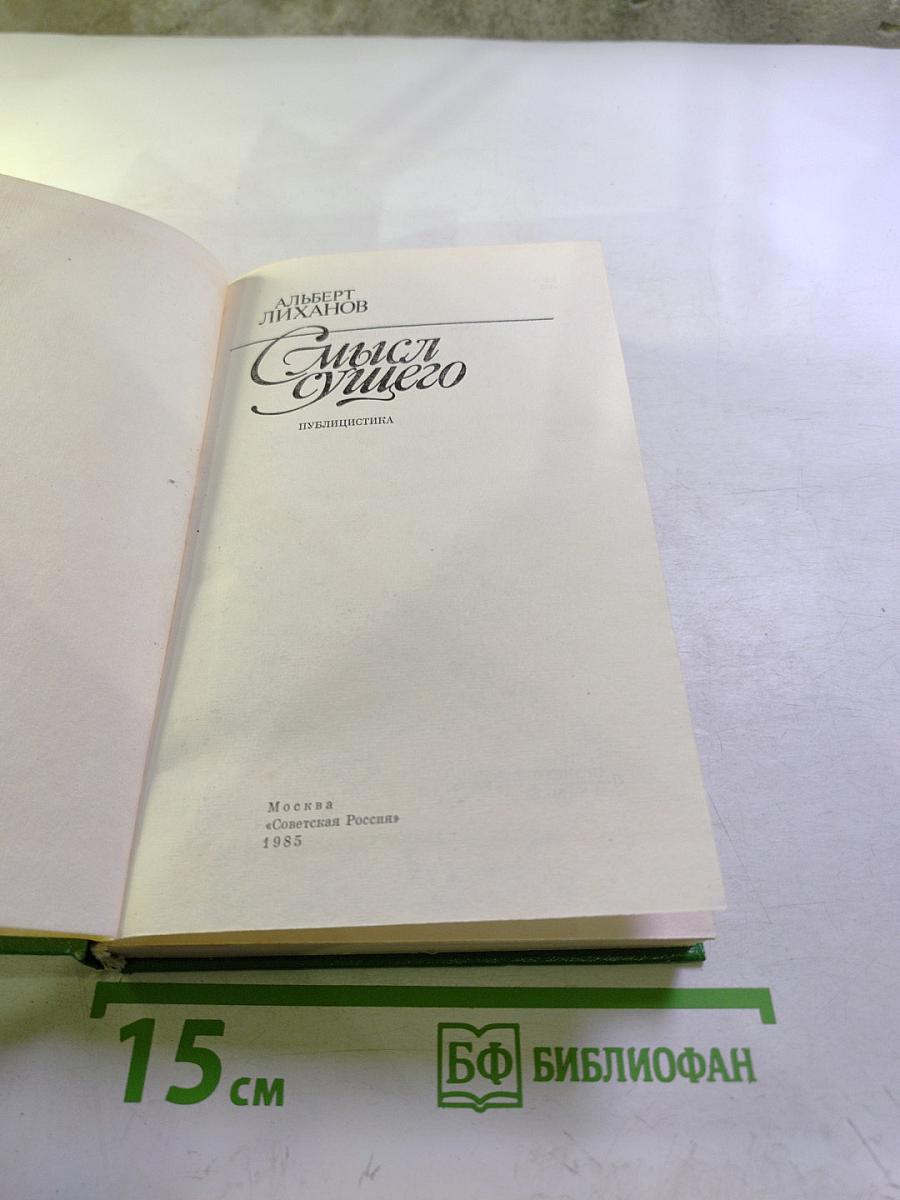 АЛЬБЕРТ
ЛИХАНОВ
Смысл
сущего
ПУБЛИЦИСТИКА
Москва
«Советская Россия»
1985
15 см
БФ БИБЛИОФАН